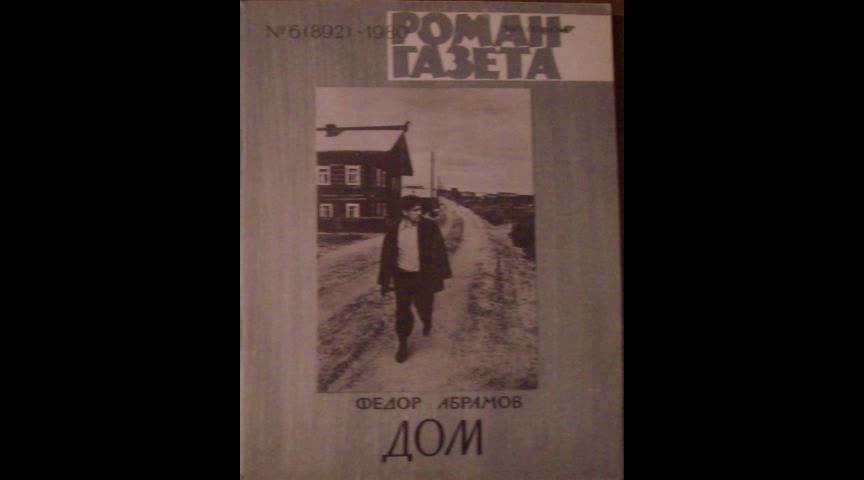 №6(892)·1980
РОМАН-
ГАЗЕТА
ФЕДОР АБРАМОВ
ДОМ